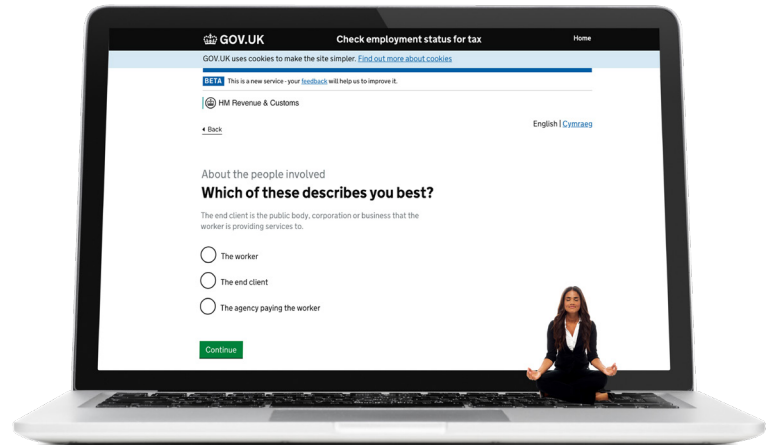 GOV.UK Check employment status for tax Home
GOV.UK uses cookies to make the site simpler. Find out more about cookies
BETA This is a new service - your feedback will help us to improve it.
HM Revenue & Customs
Back English | Cymraeg
About the people involved
Which of these describes you best?
The end client is the public body, corporation or business that the
worker is providing services to.
The worker
The end client
The agency paying the worker
Continue